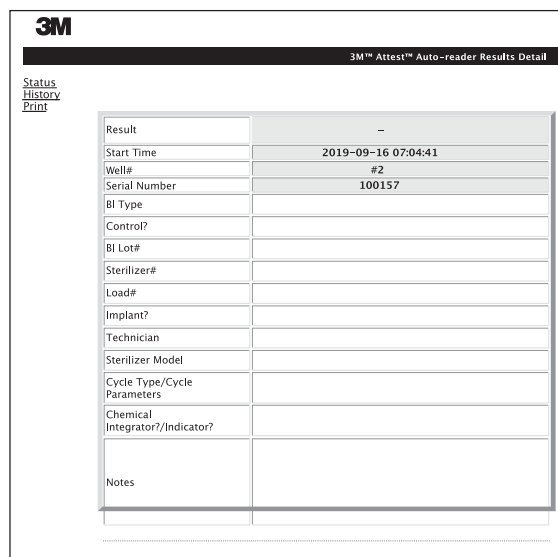 3M
3M™ Attest™ Auto-reader Results Detail
Status
History
Print
Result –
Start Time 2019-09-16 07:04:41
Well# #2
Serial Number 100157
BI Type
Control?
BI Lot#
Sterilizer#
Load#
Implant?
Technician
Sterilizer Model
Cycle Type/Cycle
Parameters
Chemical
Integrator?/Indicator?
Notes